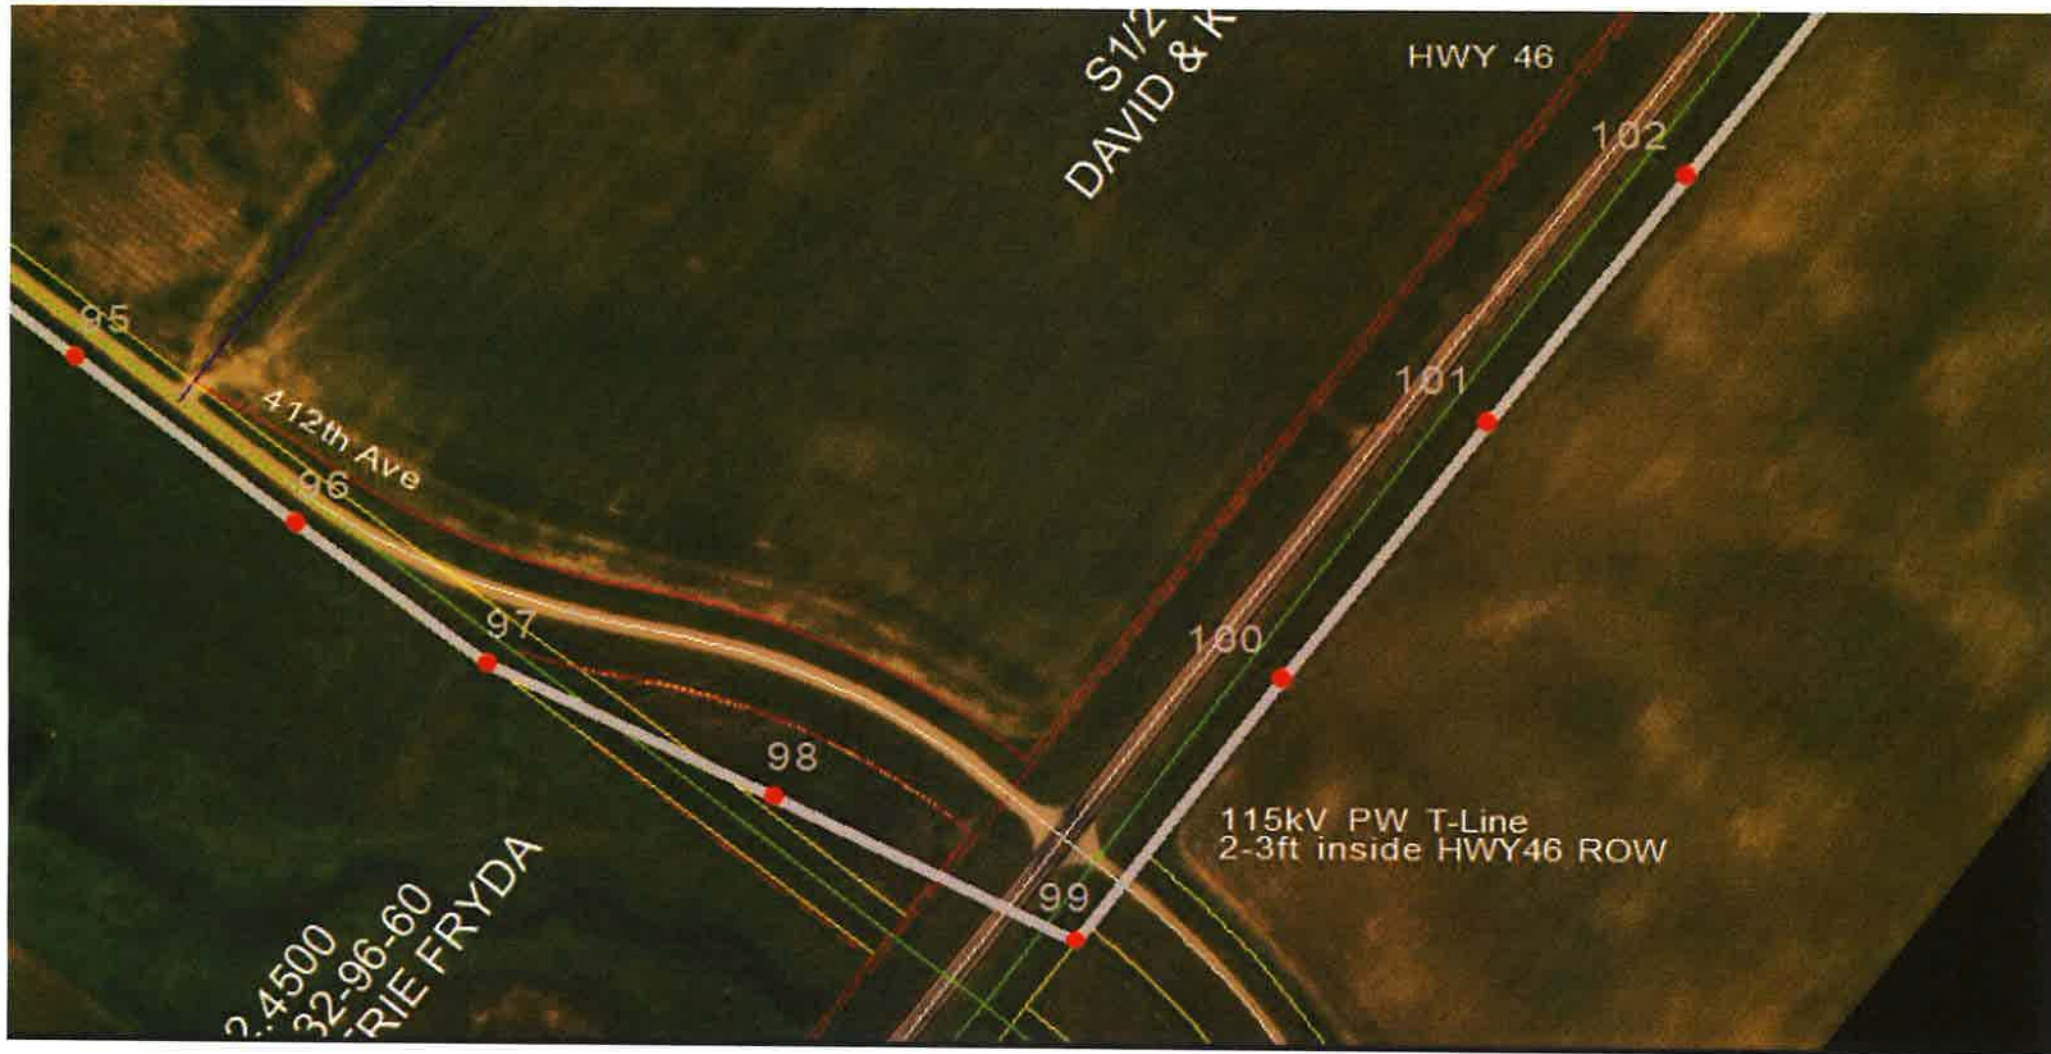 S1/2
DAVID & K
HWY 46
102
95
101
412th Ave
96
97
100
98
115kV PW T-Line
2-3ft inside HWY46 ROW
99
2.4500
32-96-60
ERIE FRYDA